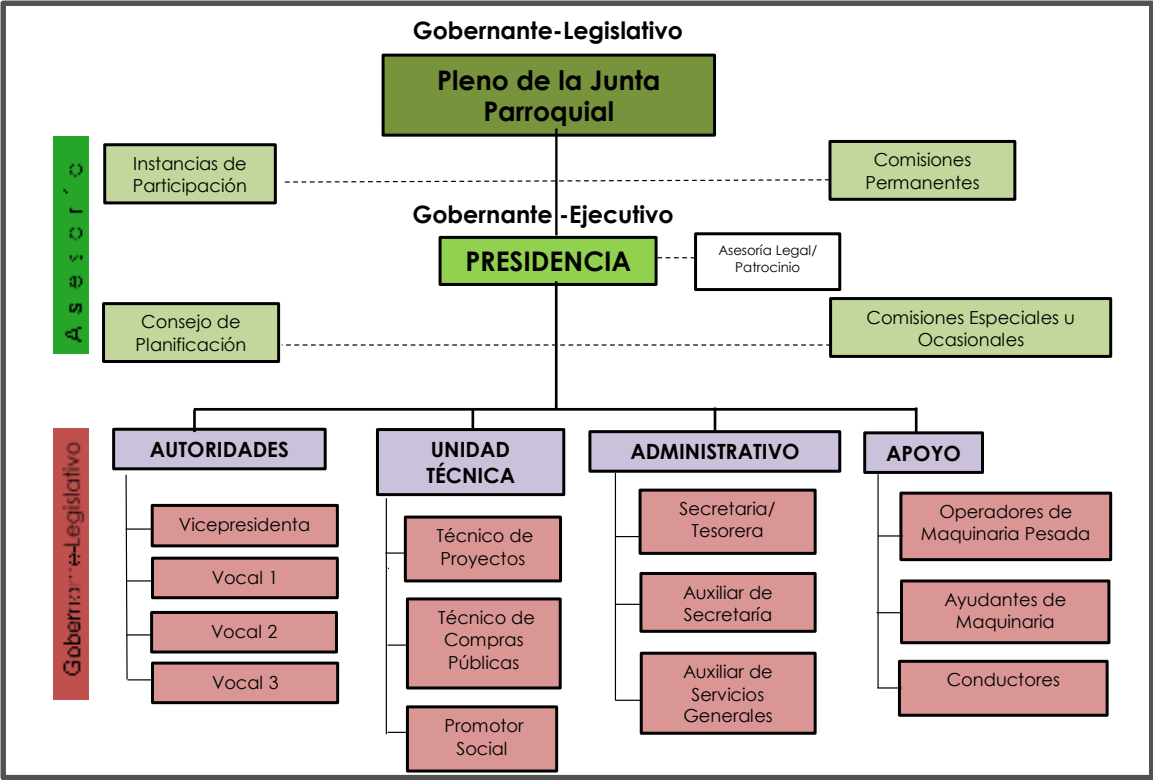 Gobernante-Legislativo
Pleno de la Junta
Parroquial
Asesorío
Instancias de
Participación
Comisiones
Permanentes
Gobernante -Ejecutivo
PRESIDENCIA
Asesoría Legal/
Patrocinio
Consejo de
Planificación
Comisiones Especiales u
Ocasionales
Gobernante-Legislativo
AUTORIDADES
Vicepresidenta
Vocal 1
Vocal 2
Vocal 3
UNIDAD
TÉCNICA
Técnico de
Proyectos
Técnico de
Compras
Públicas
Promotor
Social
ADMINISTRATIVO
Secretaria/
Tesorera
Auxiliar de
Secretaría
Auxiliar de
Servicios
Generales
APOYO
Operadores de
Maquinaria Pesada
Ayudantes de
Maquinaria
Conductores